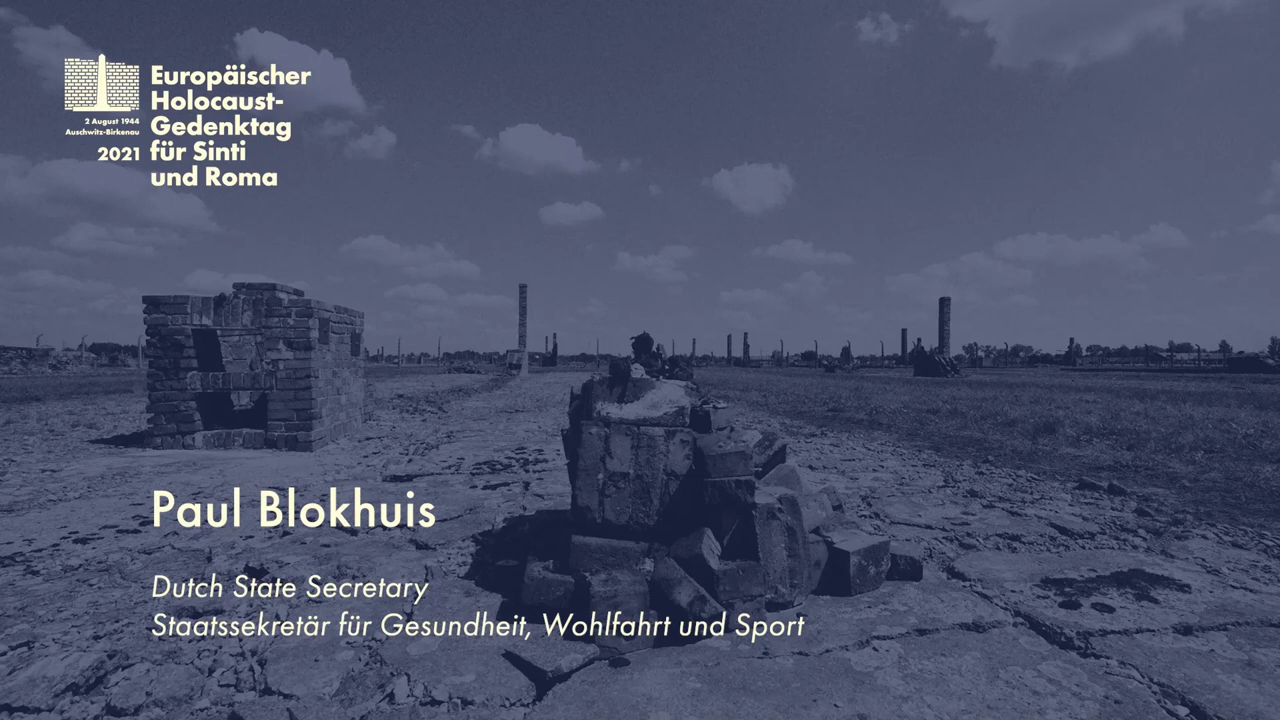 Europäischer
Holocaust-
Gedenktag
für Sinti
und Roma
2 August 1944
Auschwitz-Birkenau
2021
Paul Blokhuis
Dutch State Secretary
Staatssekretär für Gesundheit, Wohlfahrt und Sport